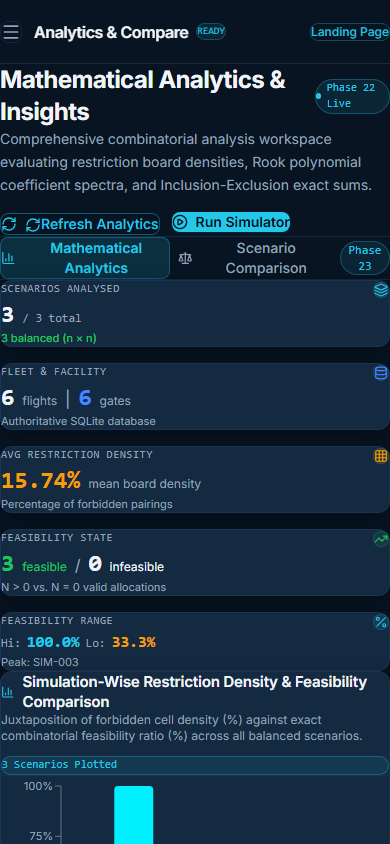 Analytics & Compare READY Landing Page
Mathematical Analytics &
Insights
Phase 22
Live
Comprehensive combinatorial analysis workspace
evaluating restriction board densities, Rook polynomial
coefficient spectra, and Inclusion-Exclusion exact sums.
Refresh Analytics Run Simulator
Mathematical
Analytics
Scenario
Comparison
Phase
23
SCENARIOS ANALYSED
3 / 3 total
3 balanced (n × n)
FLEET & FACILITY
6 flights | 6 gates
Authoritative SQLite database
AVG RESTRICTION DENSITY
15.74% mean board density
Percentage of forbidden pairings
FEASIBILITY STATE
3 feasible / 0 infeasible
N > 0 vs. N = 0 valid allocations
FEASIBILITY RANGE
Hi: 100.0% Lo: 33.3%
Peak: SIM-003
Simulation-Wise Restriction Density & Feasibility
Comparison
Juxtaposition of forbidden cell density (%) against exact
combinatorial feasibility ratio (%) across all balanced scenarios.
3 Scenarios Plotted
100%
75%